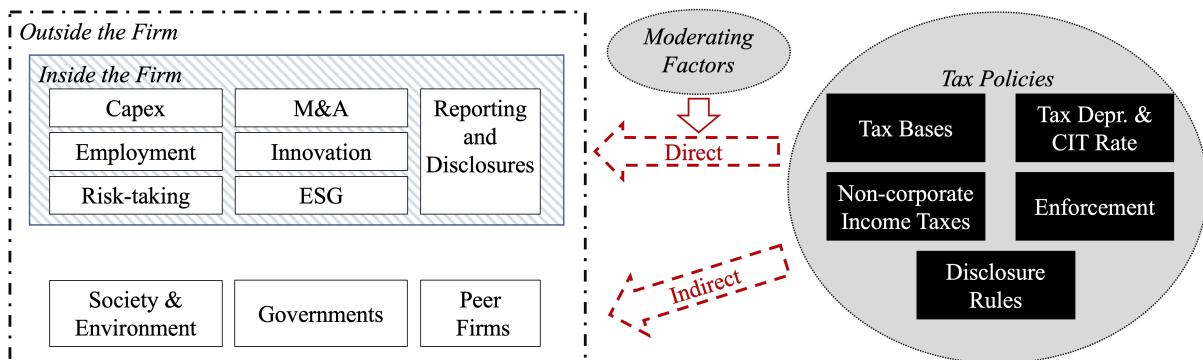 Outside the Firm
Inside the Firm
Capex
M&A
Reporting
and
Disclosures
Employment
Innovation
Risk-taking
ESG
Society &
Environment
Governments
Peer
Firms
Moderating
Factors
Direct
Indirect
Tax Policies
Tax Bases
Tax Depr. &
CIT Rate
Non-corporate
Income Taxes
Enforcement
Disclosure
Rules